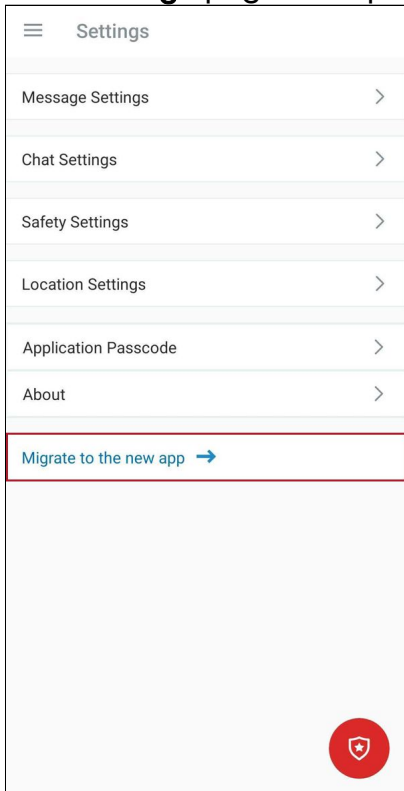 Settings
Message Settings
Chat Settings
Safety Settings
Location Settings
Application Passcode
About
Migrate to the new app